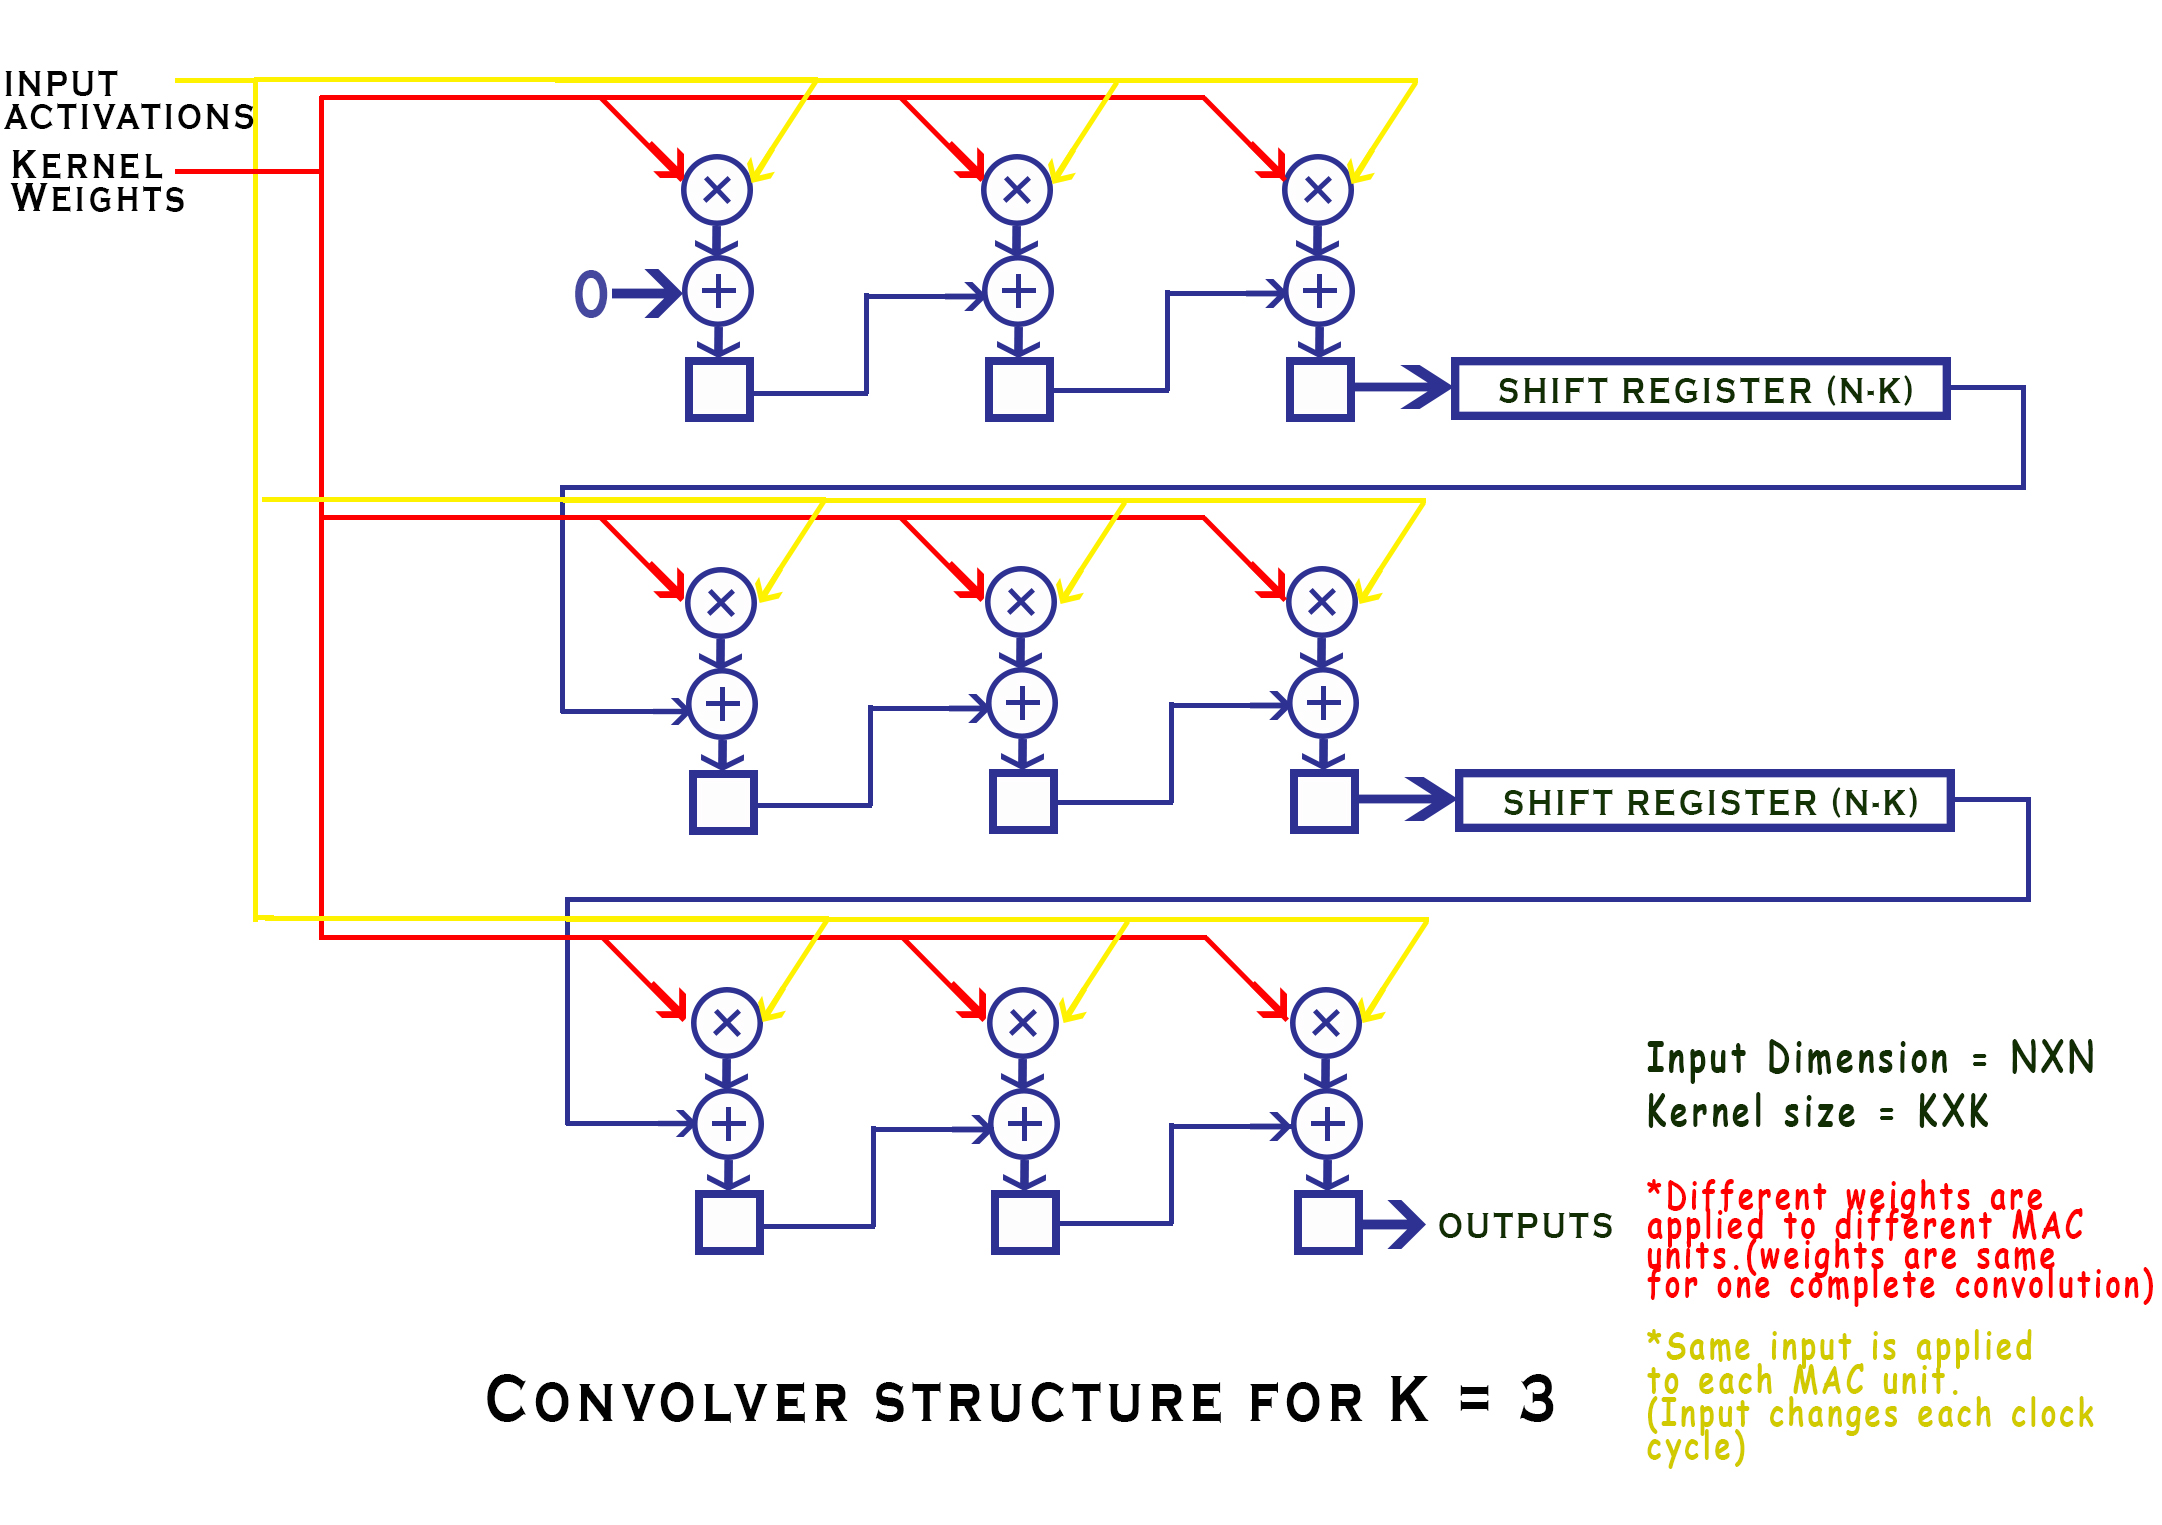 INPUT
ACTIVATIONS
KERNEL
WEIGHTS
× × ×
0 + + +
SHIFT REGISTER (N-K)
× × ×
+ + +
SHIFT REGISTER (N-K)
× × ×
+ + +
OUTPUTS
Input Dimension = NXN
Kernel size = KXK
*Different weights are
applied to different MAC
units.(weights are same
for one complete convolution)
*Same input is applied
to each MAC unit.
(Input changes each clock
cycle)
CONVOLVER STRUCTURE FOR K = 3